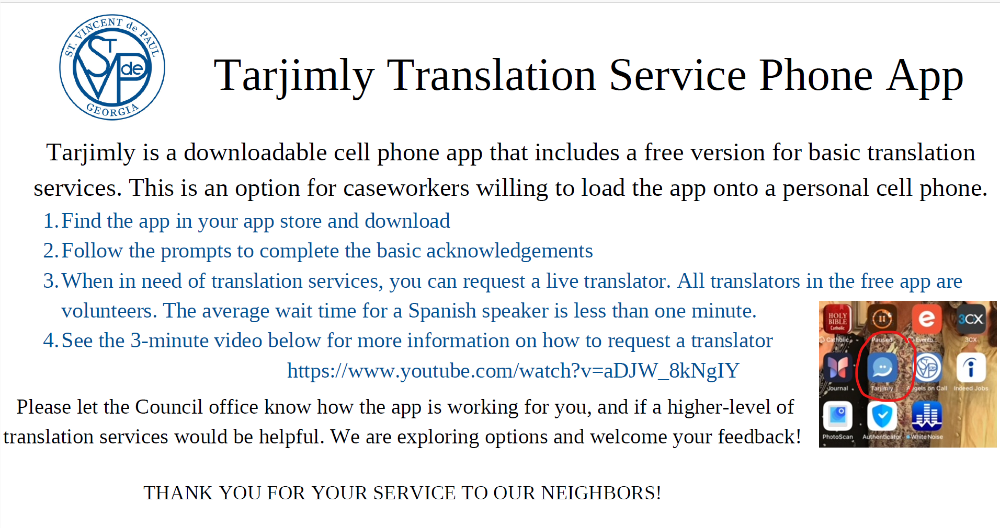 ST. VINCENT de PAUL
ST
V de P
GEORGIA
Tarjimly Translation Service Phone App
Tarjimly is a downloadable cell phone app that includes a free version for basic translation
services. This is an option for caseworkers willing to load the app onto a personal cell phone.
1. Find the app in your app store and download
2. Follow the prompts to complete the basic acknowledgements
3. When in need of translation services, you can request a live translator. All translators in the free app are
volunteers. The average wait time for a Spanish speaker is less than one minute.
4. See the 3-minute video below for more information on how to request a translator
https://www.youtube.com/watch?v=aDJW_8kNgIY
Please let the Council office know how the app is working for you, and if a higher-level of
translation services would be helpful. We are exploring options and welcome your feedback!
THANK YOU FOR YOUR SERVICE TO OUR NEIGHBORS!
HOLY
BIBLE
Catholic
e
3CX
Catholic
Paused
Eventb...
3CX
ST
V de P
i
Journal
Tarjimly
Angels on Call
Indeed Jobs
PhotoScan
Authenticator
White Noise